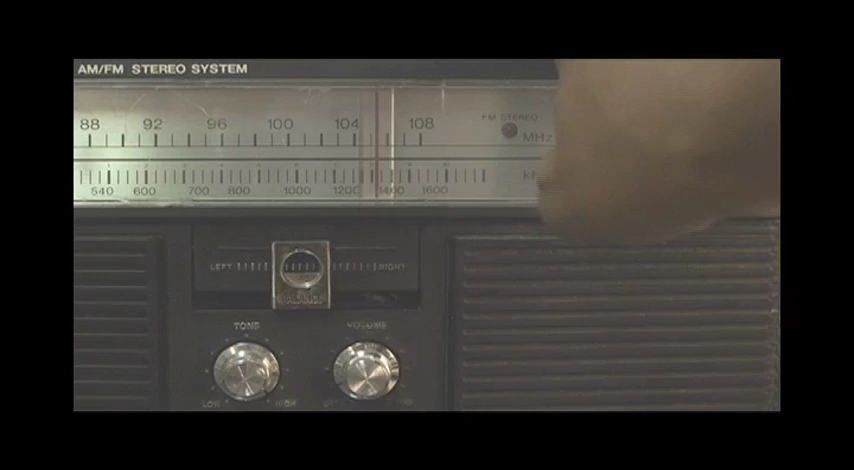 AM/FM STEREO SYSTEM
88 92 96 100 104 108
FM STEREO
MHz
540 600 700 800 1000 1200 1400 1600
LEFT RIGHT
BALANCE
TONE VOLUME
LOW HIGH